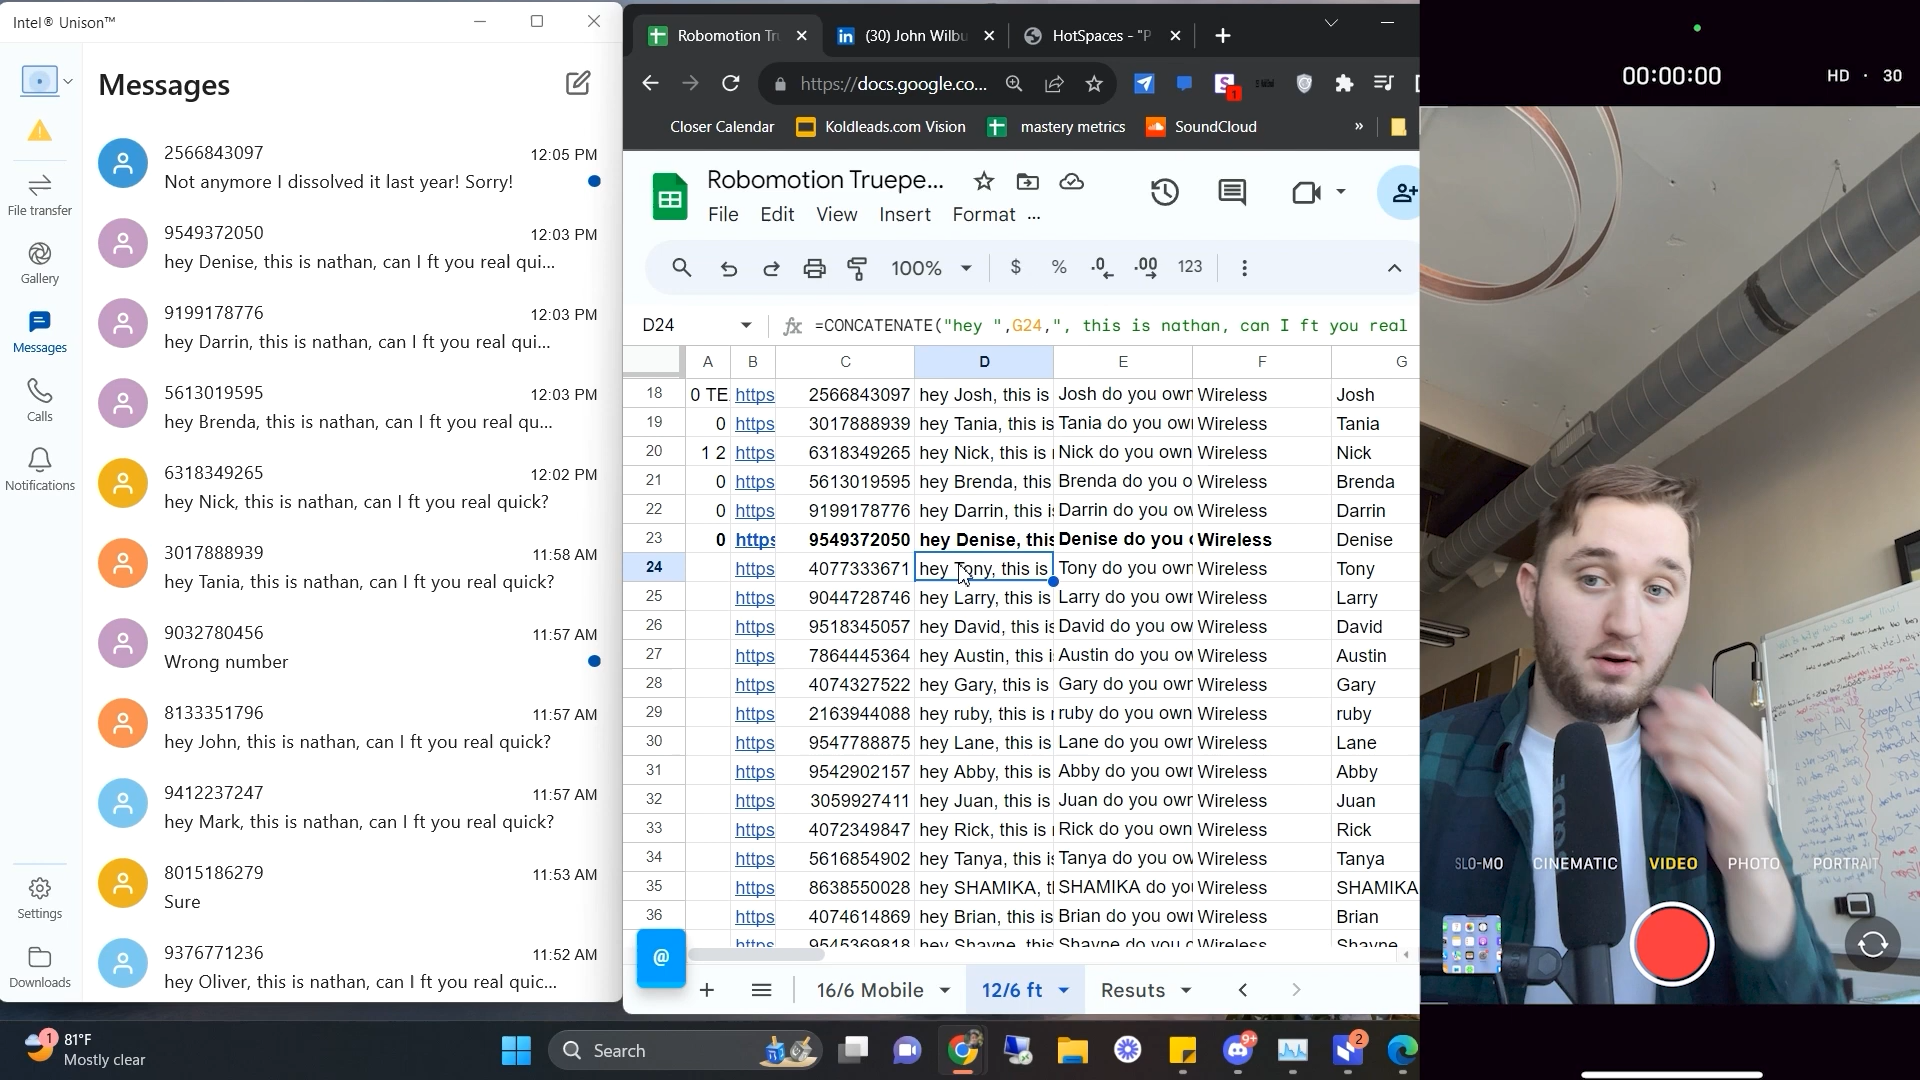 Intel® Unison™
Messages
File transfer
Gallery
Messages
Calls
Notifications
Settings
Downloads
2566843097
12:05 PM
Not anymore I dissolved it last year! Sorry!
9549372050
12:03 PM
hey Denise, this is nathan, can I ft you real qui...
9199178776
12:03 PM
hey Darrin, this is nathan, can I ft you real qui...
5613019595
12:03 PM
hey Brenda, this is nathan, can I ft you real qu...
6318349265
12:02 PM
hey Nick, this is nathan, can I ft you real quick?
3017888939
11:58 AM
hey Tania, this is nathan, can I ft you real quick?
9032780456
11:57 AM
Wrong number
8133351796
11:57 AM
hey John, this is nathan, can I ft you real quick?
9412237247
11:57 AM
hey Mark, this is nathan, can I ft you real quick?
8015186279
11:53 AM
Sure
9376771236
11:52 AM
hey Oliver, this is nathan, can I ft you real quic...
Robomotion Tr
(30) John Wilbu
HotSpaces - "P
https://docs.google.co...
S 1
Closer Calendar
Koldleads.com Vision
mastery metrics
SoundCloud
»
Robomotion Truepe...
File Edit View Insert Format ...
100% $ % .0 .00 123
D24 fx =CONCATENATE("hey ",G24,", this is nathan, can I ft you real
A B C D E F G
18 0 TE https 2566843097 hey Josh, this is Josh do you own Wireless Josh
19 0 https 3017888939 hey Tania, this is Tania do you ow Wireless Tania
20 1 2 https 6318349265 hey Nick, this is Nick do you own Wireless Nick
21 0 https 5613019595 hey Brenda, this Brenda do you o Wireless Brenda
22 0 https 9199178776 hey Darrin, this i Darrin do you ow Wireless Darrin
23 0 https 9549372050 hey Denise, this Denise do you Wireless Denise
24 https 4077333671 hey Tony, this is Tony do you own Wireless Tony
25 https 9044728746 hey Larry, this is Larry do you own Wireless Larry
26 https 9518345057 hey David, this is David do you ow Wireless David
27 https 7864445364 hey Austin, this i Austin do you ow Wireless Austin
28 https 4074327522 hey Gary, this is Gary do you own Wireless Gary
29 https 2163944088 hey ruby, this is ruby do you own Wireless ruby
30 https 9547788875 hey Lane, this is Lane do you own Wireless Lane
31 https 9542902157 hey Abby, this is Abby do you own Wireless Abby
32 https 3059927411 hey Juan, this is Juan do you own Wireless Juan
33 https 4072349847 hey Rick, this is Rick do you own Wireless Rick
34 https 5616854902 hey Tanya, this is Tanya do you ow Wireless Tanya
35 https 8638550028 hey SHAMIKA, t SHAMIKA do you Wireless SHAMIKA
36 https 4074614869 hey Brian, this is Brian do you own Wireless Brian
https 9545369818 hey Shayne, this Shayne do you ow Wireless Shayne
@
16/6 Mobile
12/6 ft
Resuts
00:00:00
HD · 30
RODE
SLO-MO CINEMATIC VIDEO PHOTO PORTRAIT
1
81°F
Mostly clear
Search
9+
2